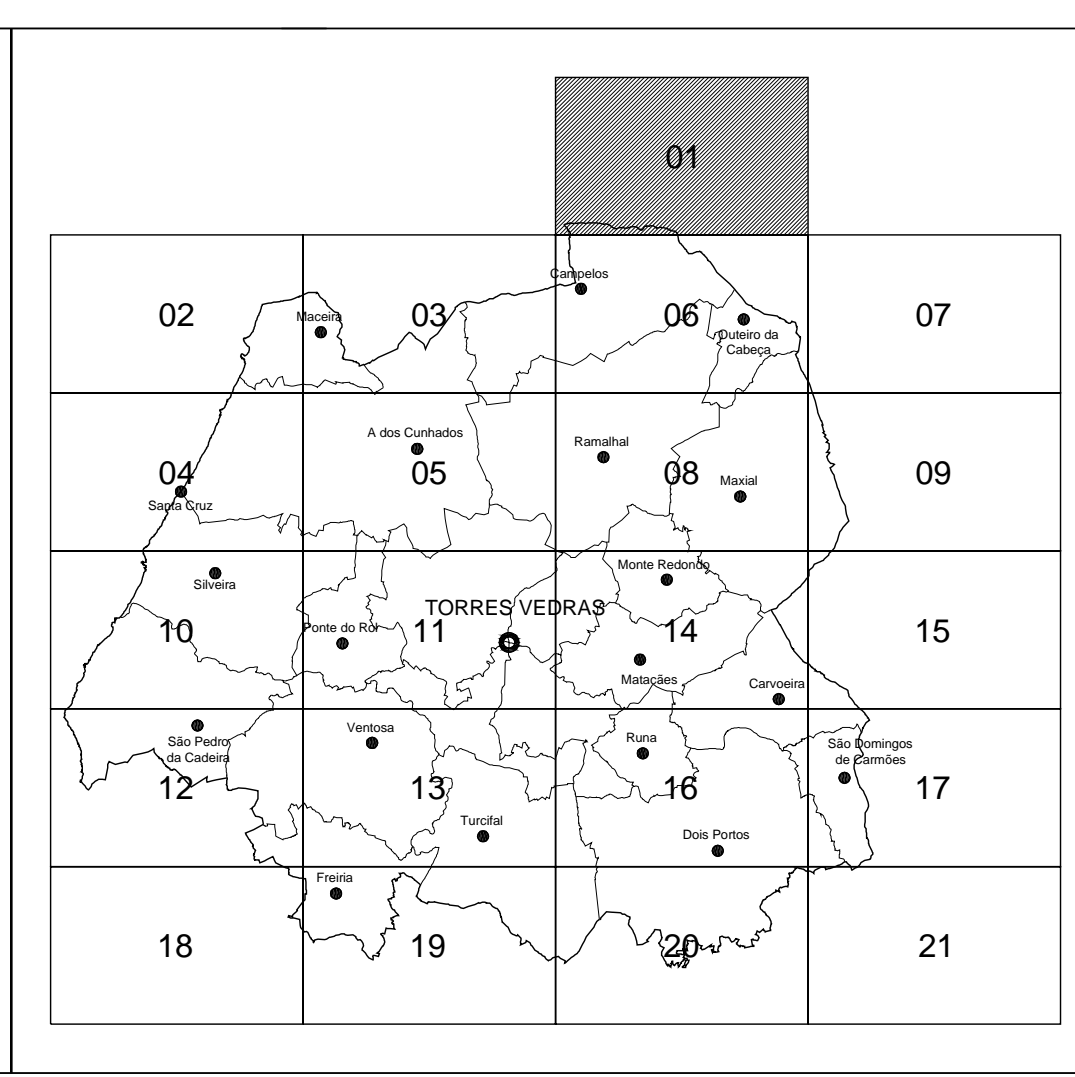 01
Campelos
02
Maceira
03
06
Outeiro da
Cabeça
07
A dos Cunhados
Ramalhal
04
05
08
Maxial
09
Santa Cruz
Silveira
Monte Redondo
TORRES VEDRAS
10
Ponte do Rol
11
14
15
Matacães
Carvoeira
São Pedro
da Cadeira
Ventosa
Runa
São Domingos
de Carmões
12
13
16
17
Turcifal
Dois Portos
Freiria
18
19
20
21